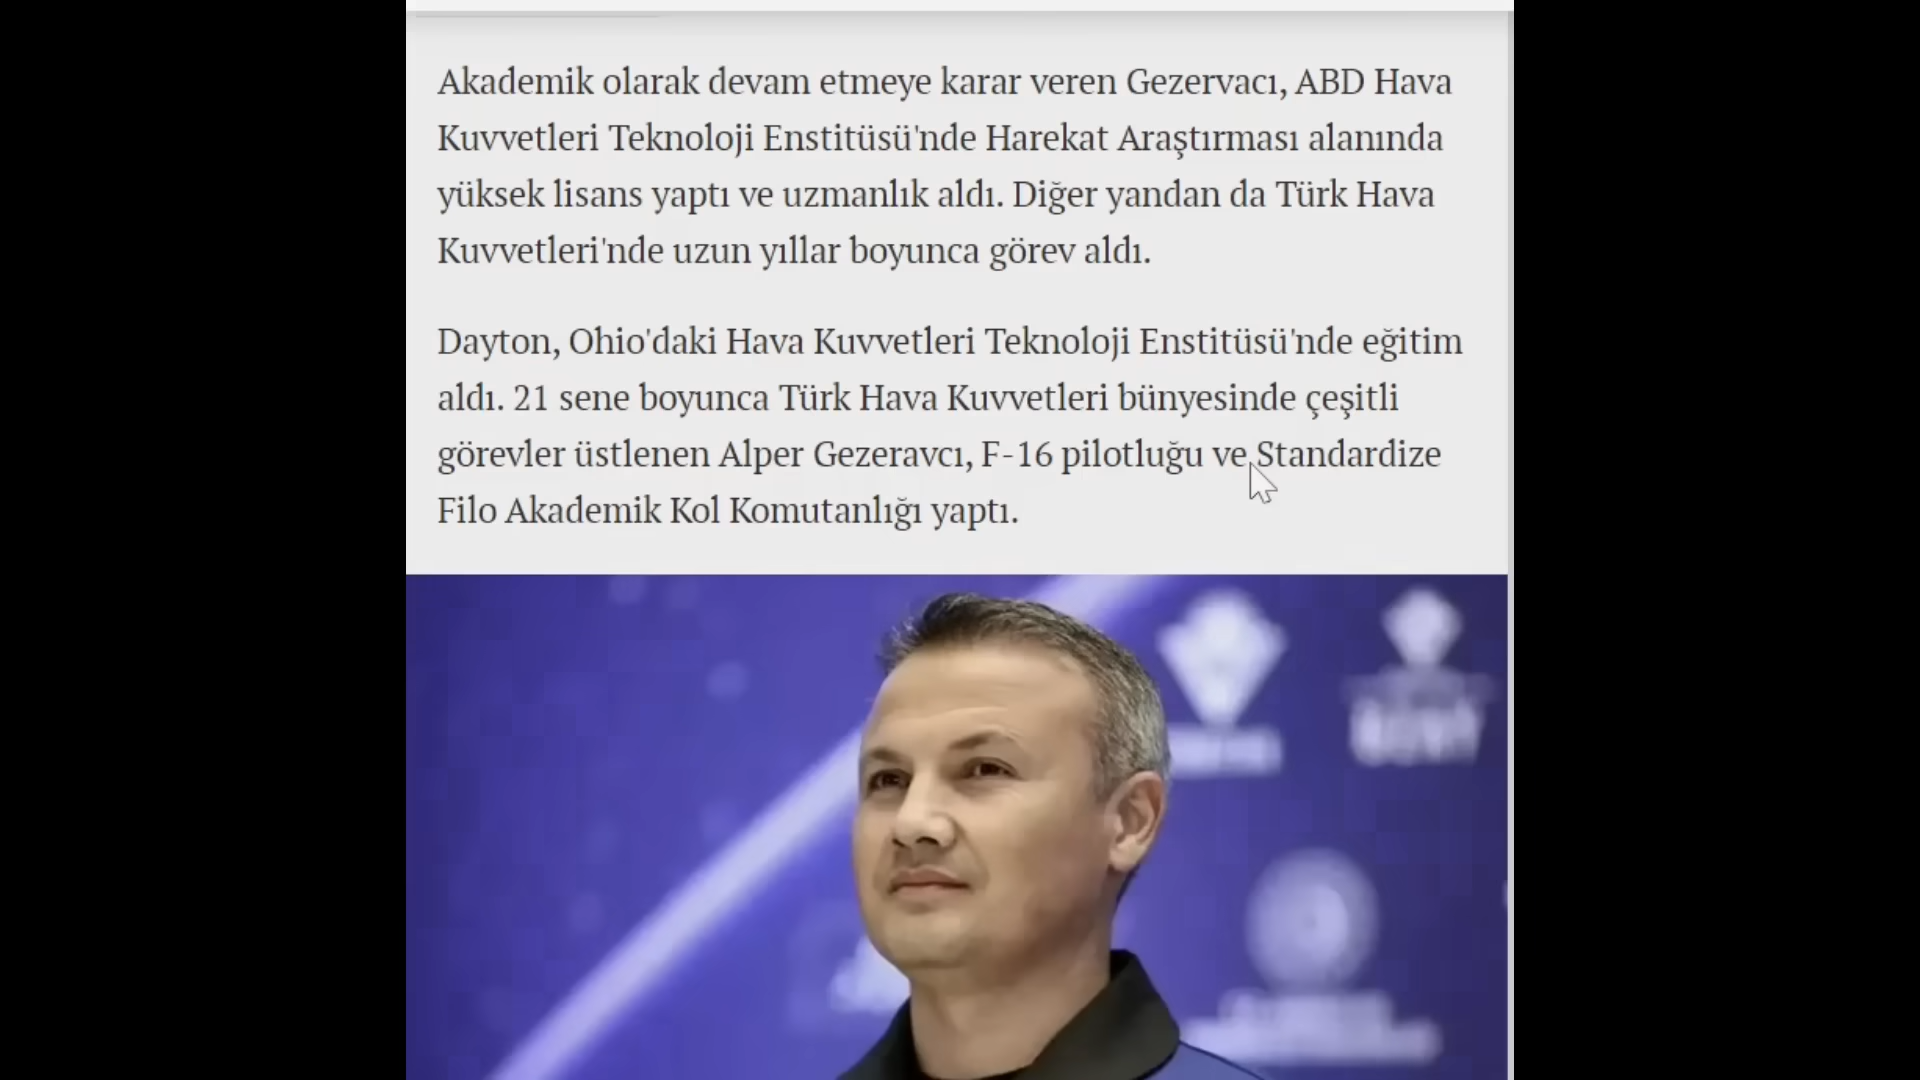 Akademik olarak devam etmeye karar veren Gezervacı, ABD Hava
Kuvvetleri Teknoloji Enstitüsü'nde Harekat Araştırması alanında
yüksek lisans yaptı ve uzmanlık aldı. Diğer yandan da Türk Hava
Kuvvetleri'nde uzun yıllar boyunca görev aldı.
Dayton, Ohio'daki Hava Kuvvetleri Teknoloji Enstitüsü'nde eğitim
aldı. 21 sene boyunca Türk Hava Kuvvetleri bünyesinde çeşitli
görevler üstlenen Alper Gezeravcı, F-16 pilotluğu ve Standardize
Filo Akademik Kol Komutanlığı yaptı.